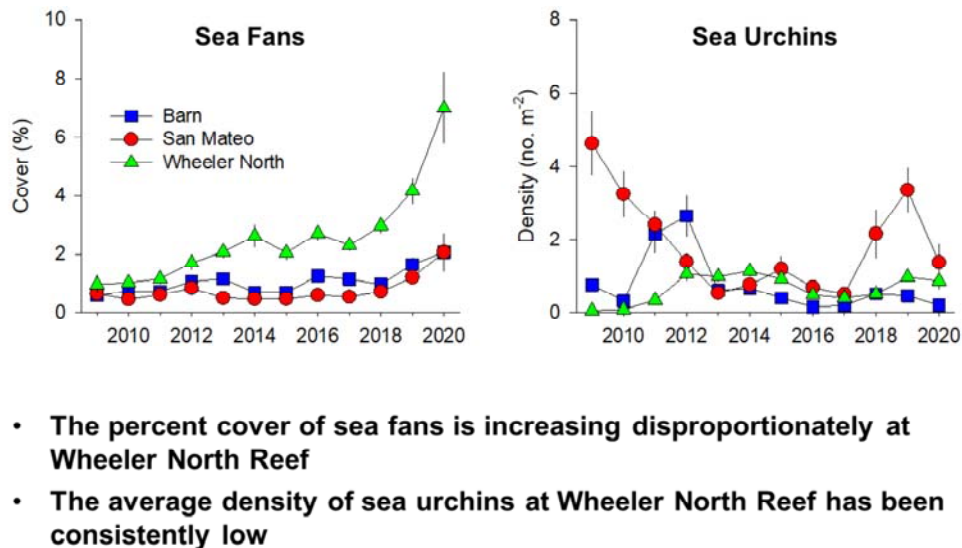 Sea Fans
Cover (%)
10
8
6
4
2
0
Barn
San Mateo
Wheeler North
2010 2012 2014 2016 2018 2020
Sea Urchins
Density (no. m⁻²)
8
6
4
2
0
2010 2012 2014 2016 2018 2020
• The percent cover of sea fans is increasing disproportionately at
Wheeler North Reef
• The average density of sea urchins at Wheeler North Reef has been
consistently low